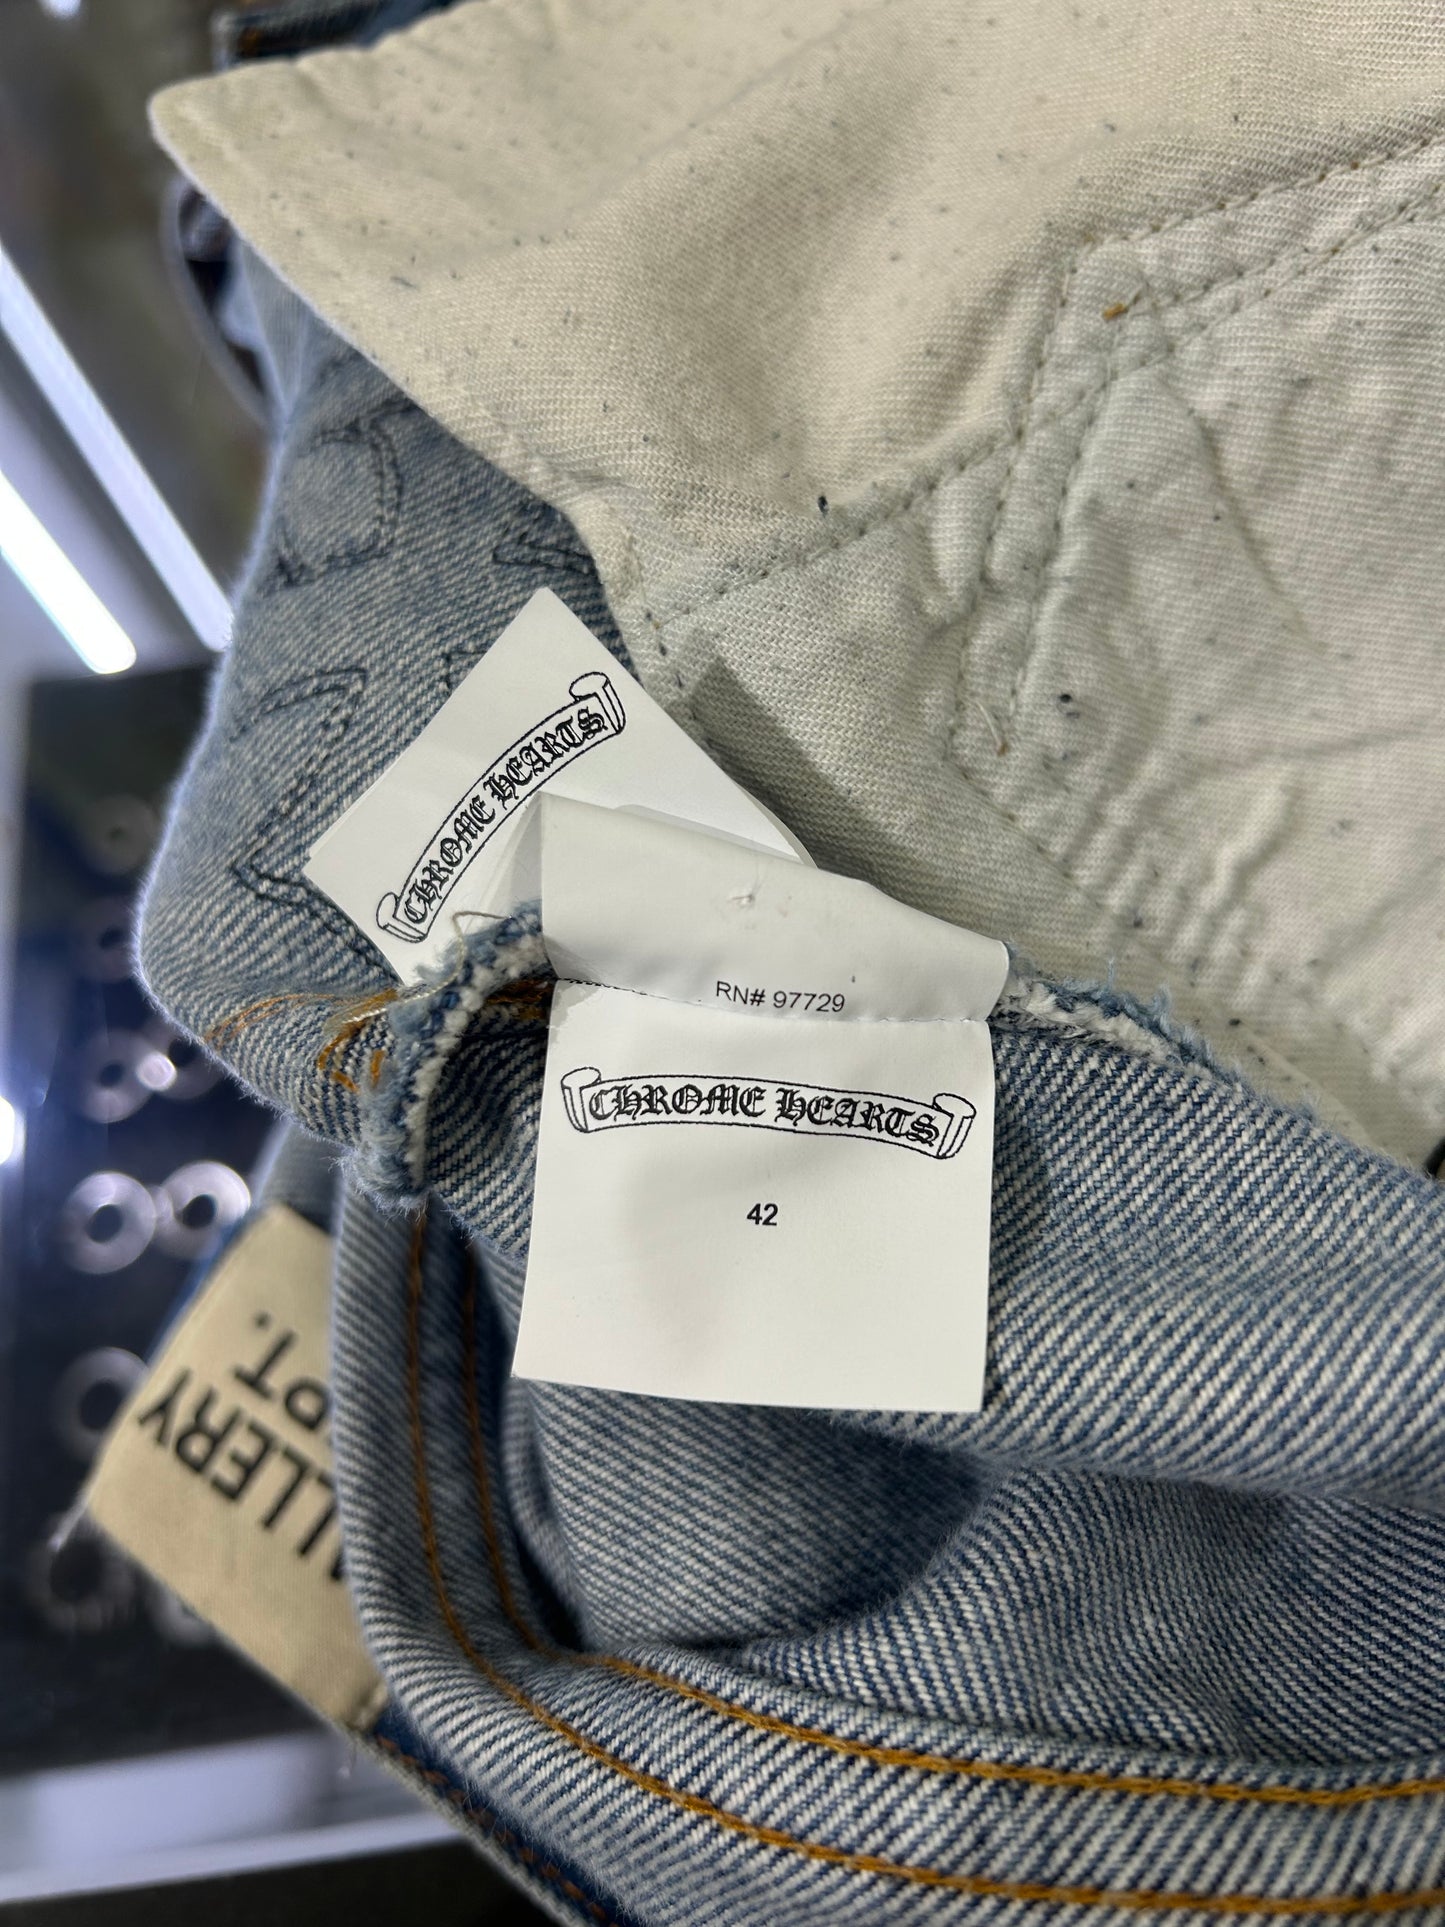 CHROME HEARTS
RN# 97729
CHROME HEARTS
42
PT.
LLERY